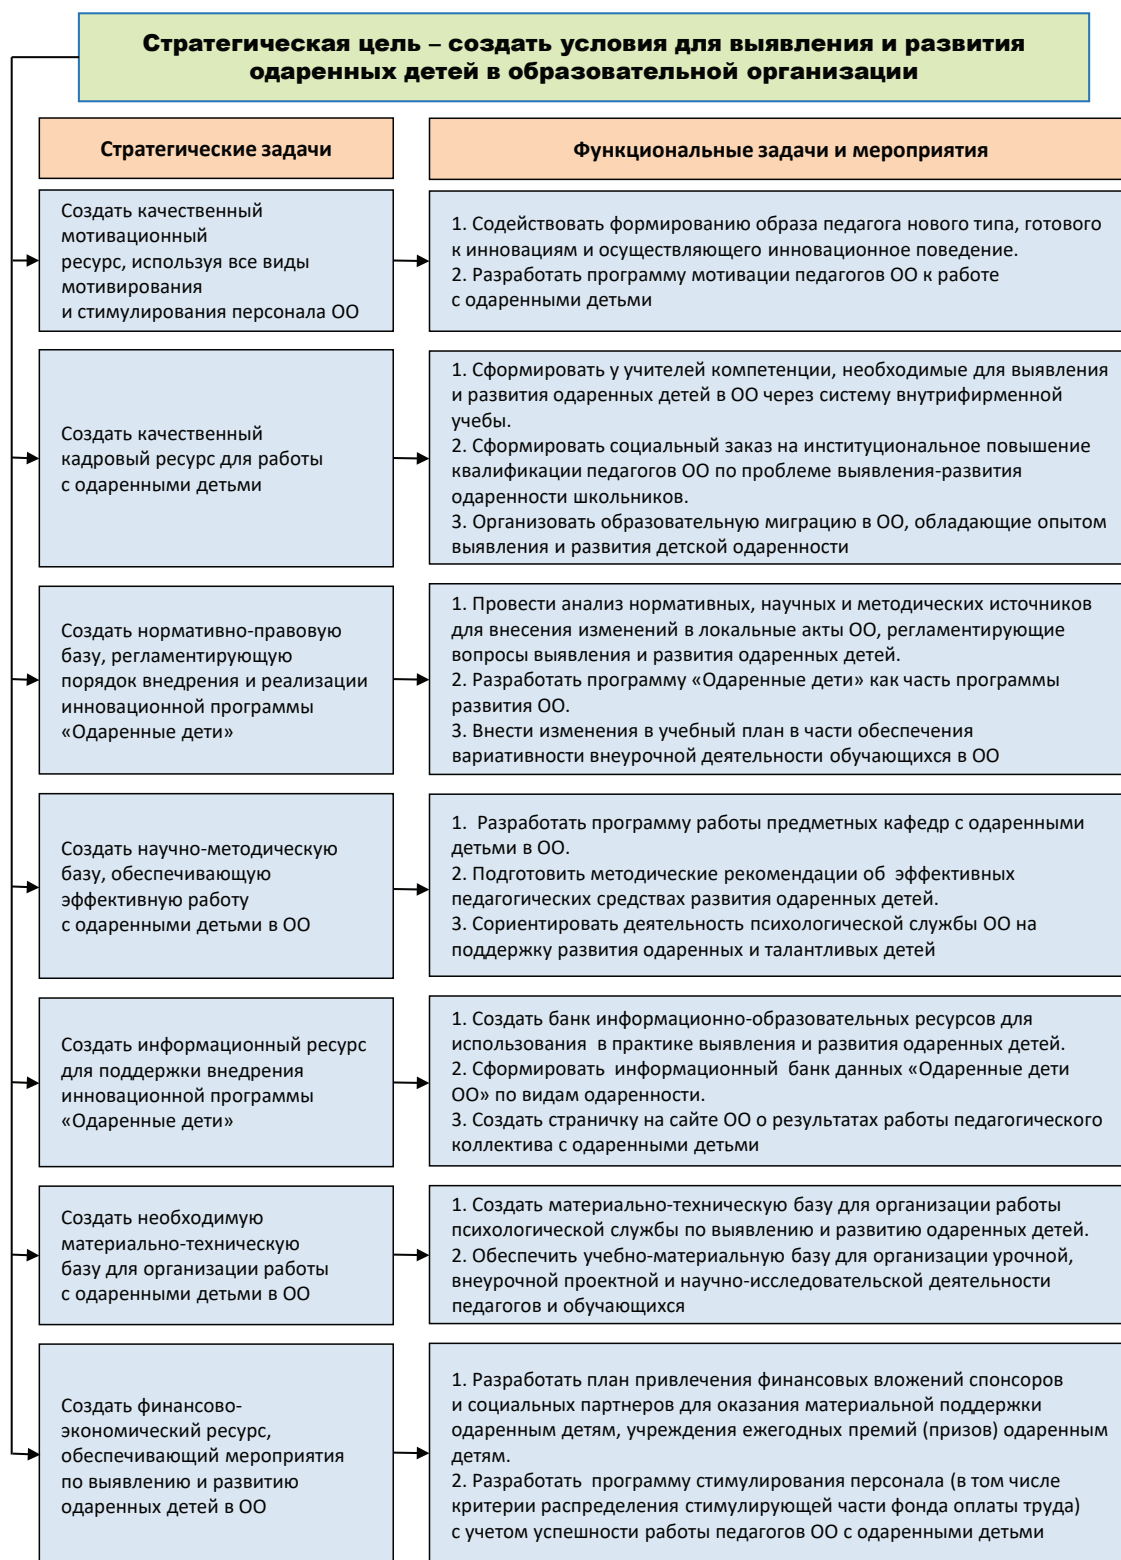 Стратегическая цель – создать условия для выявления и развития
одаренных детей в образовательной организации
Стратегические задачи
Функциональные задачи и мероприятия
Создать качественный
мотивационный
ресурс, используя все виды
мотивирования
и стимулирования персонала ОО
1. Содействовать формированию образа педагога нового типа, готового
к инновациям и осуществляющего инновационное поведение.
2. Разработать программу мотивации педагогов ОО к работе
с одаренными детьми
Создать качественный
кадровый ресурс для работы
с одаренными детьми
1. Сформировать у учителей компетенции, необходимые для выявления
и развития одаренных детей в ОО через систему внутрифирменной
учебы.
2. Сформировать социальный заказ на институциональное повышение
квалификации педагогов ОО по проблеме выявления-развития
одаренности школьников.
3. Организовать образовательную миграцию в ОО, обладающие опытом
выявления и развития детской одаренности
Создать нормативно-правовую
базу, регламентирующую
порядок внедрения и реализации
инновационной программы
«Одаренные дети»
1. Провести анализ нормативных, научных и методических источников
для внесения изменений в локальные акты ОО, регламентирующие
вопросы выявления и развития одаренных детей.
2. Разработать программу «Одаренные дети» как часть программы
развития ОО.
3. Внести изменения в учебный план в части обеспечения
вариативности внеурочной деятельности обучающихся в ОО
Создать научно-методическую
базу, обеспечивающую
эффективную работу
с одаренными детьми в ОО
1. Разработать программу работы предметных кафедр с одаренными
детьми в ОО.
2. Подготовить методические рекомендации об эффективных
педагогических средствах развития одаренных детей.
3. Сориентировать деятельность психологической службы ОО на
поддержку развития одаренных и талантливых детей
Создать информационный ресурс
для поддержки внедрения
инновационной программы
«Одаренные дети»
1. Создать банк информационно-образовательных ресурсов для
использования в практике выявления и развития одаренных детей.
2. Сформировать информационный банк данных «Одаренные дети
ОО» по видам одаренности.
3. Создать страничку на сайте ОО о результатах работы педагогического
коллектива с одаренными детьми
Создать необходимую
материально-техническую
базу для организации работы
с одаренными детьми в ОО
1. Создать материально-техническую базу для организации работы
психологической службы по выявлению и развитию одаренных детей.
2. Обеспечить учебно-материальную базу для организации урочной,
внеурочной проектной и научно-исследовательской деятельности
педагогов и обучающихся
Создать финансово-
экономический ресурс,
обеспечивающий мероприятия
по выявлению и развитию
одаренных детей в ОО
1. Разработать план привлечения финансовых вложений спонсоров
и социальных партнеров для оказания материальной поддержки
одаренным детям, учреждения ежегодных премий (призов) одаренным
детям.
2. Разработать программу стимулирования персонала (в том числе
критерии распределения стимулирующей части фонда оплаты труда)
с учетом успешности работы педагогов ОО с одаренными детьми